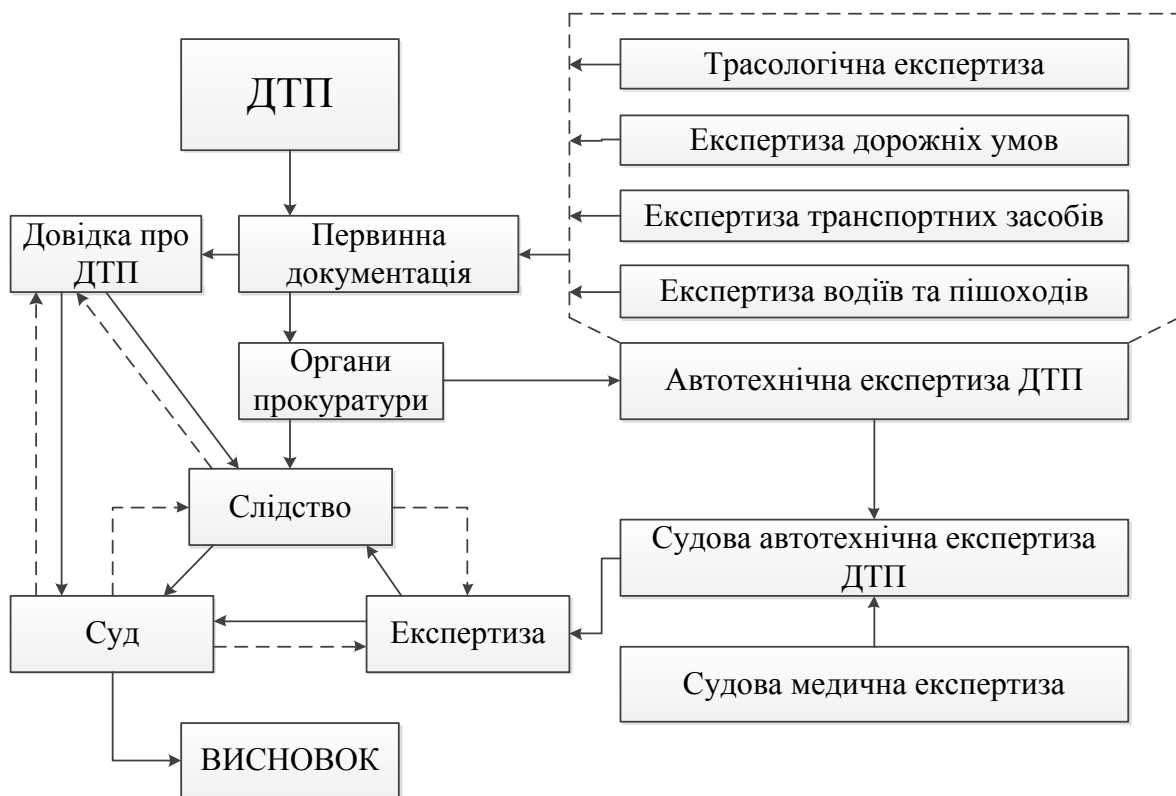 ДТП
Трасологічна експертиза
Експертиза дорожніх умов
Експертиза транспортних засобів
Експертиза водіїв та пішоходів
Довідка про
ДТП
Первинна
документація
Органи
прокуратури
Автотехнічна експертиза ДТП
Слідство
Судова автотехнічна експертиза
ДТП
Суд
Експертиза
Судова медична експертиза
ВИСНОВОК